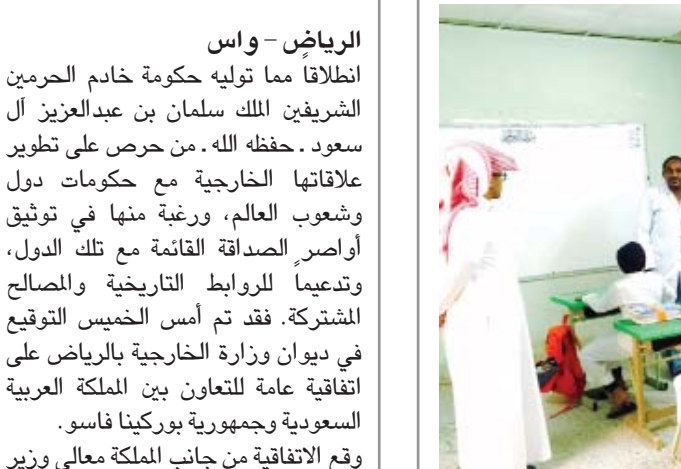 الرياض – واس
انطلاقاً مما توليه حكومة خادم الحرمين
الشريفين الملك سلمان بن عبدالعزيز آل
سعود . حفظه الله . من حرص على تطوير
علاقاتها الخارجية مع حكومات دول
وشعوب العالم، ورغبة منها في توثيق
أواصر الصداقة القائمة مع تلك الدول،
وتدعيماً للروابط التاريخية والمصالح
المشتركة. فقد تم أمس الخميس التوقيع
في ديوان وزارة الخارجية بالرياض على
اتفاقية عامة للتعاون بين المملكة العربية
السعودية وجمهورية بوركينا فاسو.
وقع الاتفاقية من جانب المملكة معالي وزير